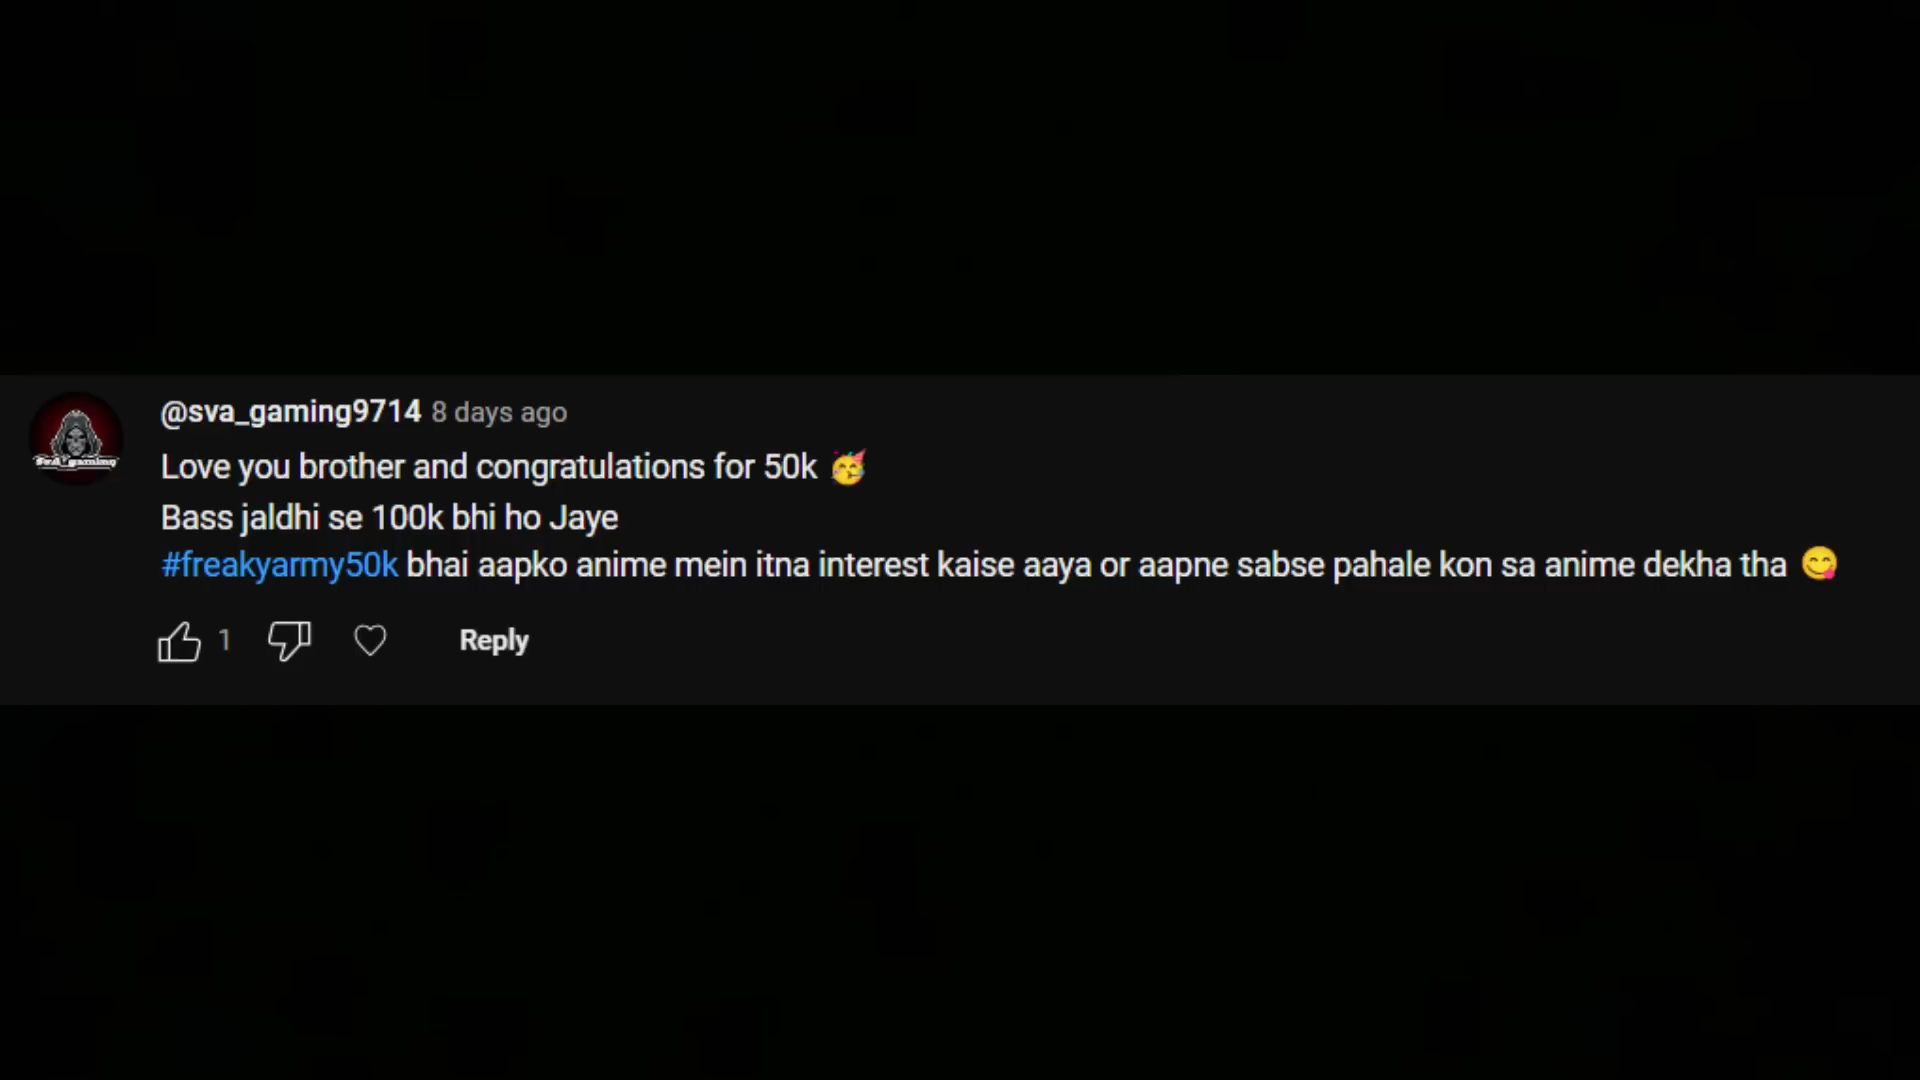 @sva_gaming9714 8 days ago
Love you brother and congratulations for 50k 🥳
Bass jaldhi se 100k bhi ho Jaye
#freakyarmy50k bhai aapko anime mein itna interest kaise aaya or aapne sabse pahale kon sa anime dekha tha 😋
1 Reply